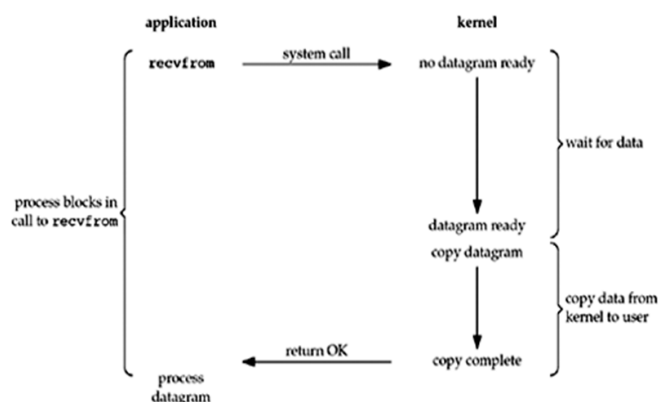 application
kernel
recvfrom
system call
no datagram ready
wait for data
process blocks in
call to recvfrom
datagram ready
copy datagram
copy data from
kernel to user
return OK
copy complete
process
datagram